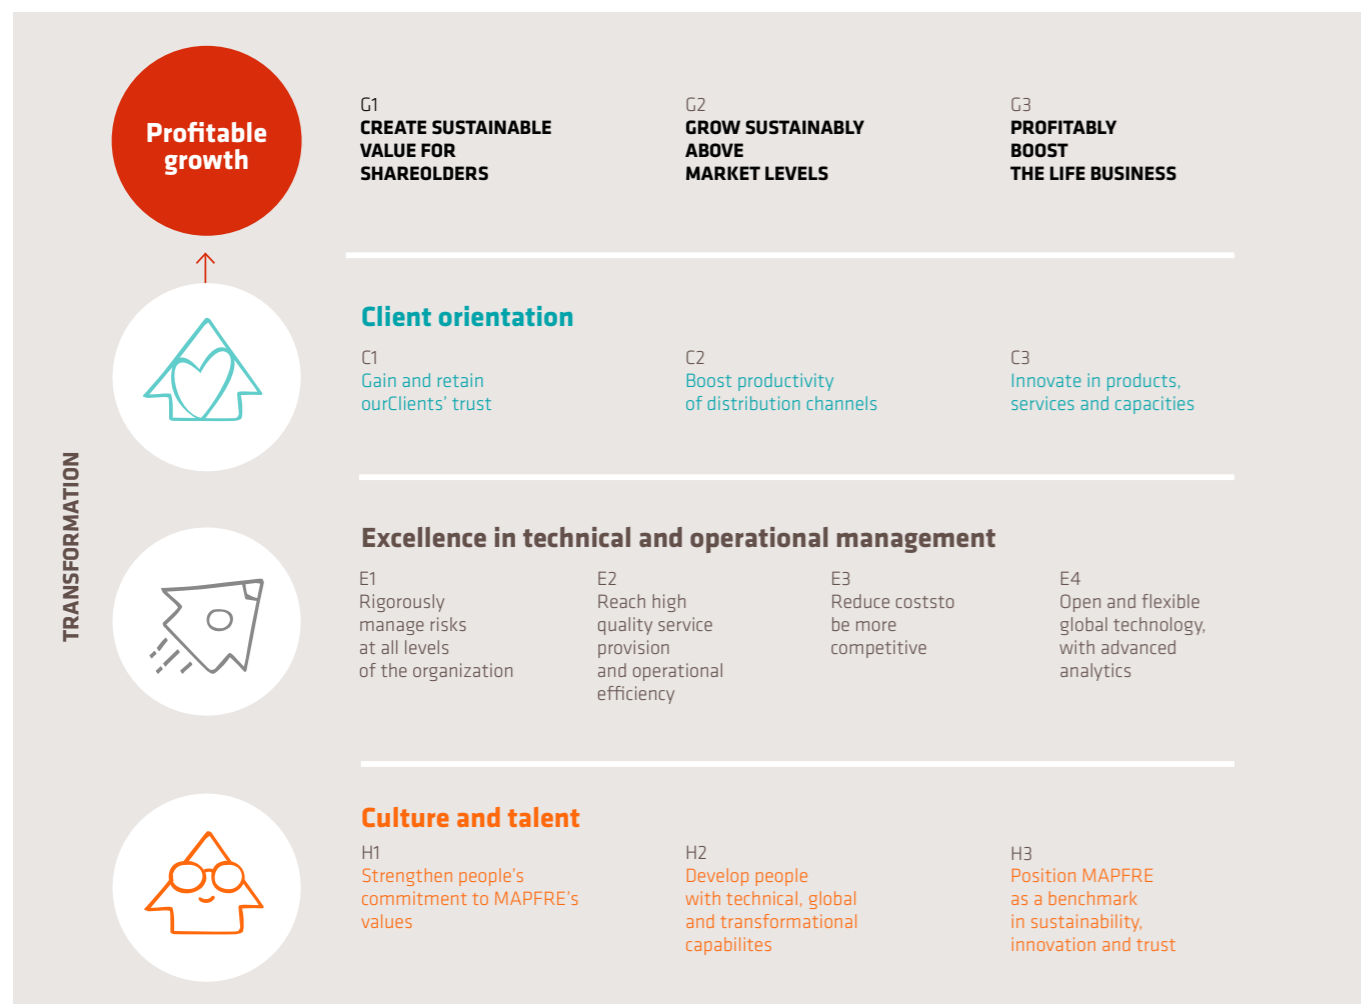 Profitable
growth
G1
CREATE SUSTAINABLE
VALUE FOR
SHAREOLDERS
G2
GROW SUSTAINABLY
ABOVE
MARKET LEVELS
G3
PROFITABLY
BOOST
THE LIFE BUSINESS
TRANSFORMATION
Client orientation
C1
Gain and retain
ourClients' trust
C2
Boost productivity
of distribution channels
C3
Innovate in products,
services and capacities
Excellence in technical and operational management
E1
Rigorously
manage risks
at all levels
of the organization
E2
Reach high
quality service
provision
and operational
efficiency
E3
Reduce coststo
be more
competitive
E4
Open and flexible
global technology,
with advanced
analytics
Culture and talent
H1
Strengthen people's
commitment to MAPFRE's
values
H2
Develop people
with technical, global
and transformational
capabilites
H3
Position MAPFRE
as a benchmark
in sustainability,
innovation and trust